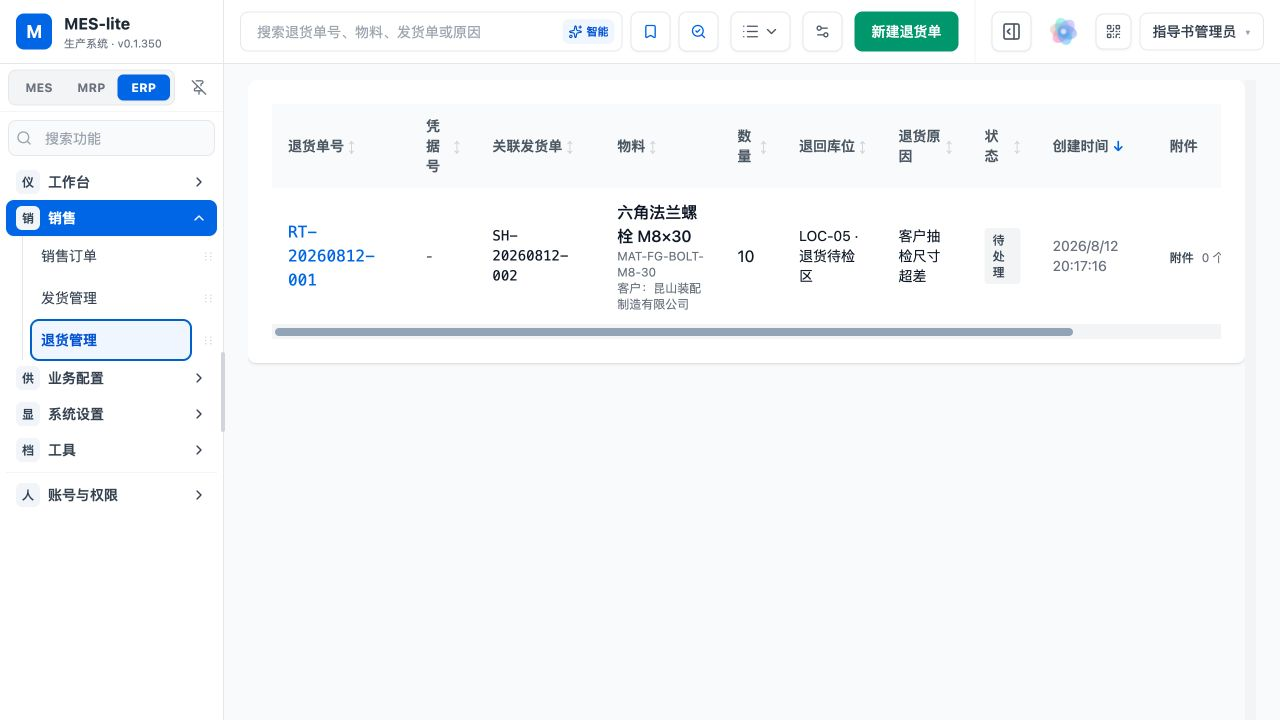 M
MES-lite
生产系统 · v0.1.350
搜索退货单号、物料、发货单或原因
智能
新建退货单
指导书管理员
MES
MRP
ERP
搜索功能
仪
工作台
销
销售
销售订单
发货管理
退货管理
供
业务配置
显
系统设置
档
工具
人
账号与权限
退货单号
凭
据
号
关联发货单
物料
数
量
退回库位
退货原
因
状
态
创建时间
附件
RT-
20260812-
001
-
SH-
20260812-
002
六角法兰螺
栓 M8×30
MAT-FG-BOLT-
M8-30
客户：昆山装配
制造有限公司
10
LOC-05 ·
退货待检
区
客户抽
检尺寸
超差
待
处
理
2026/8/12
20:17:16
附件 0 个